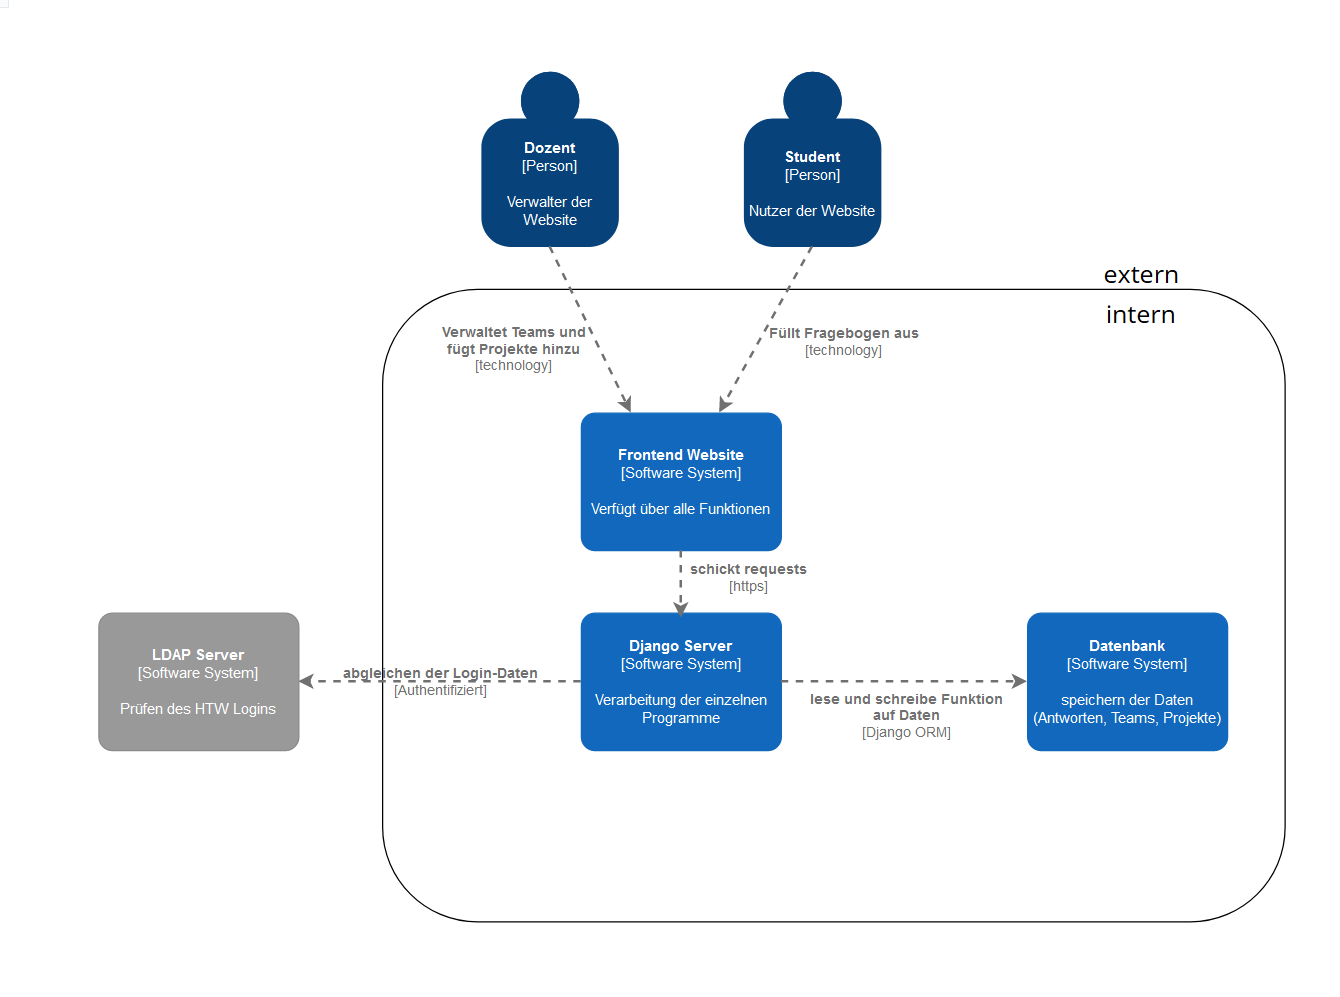 Dozent
[Person]
Verwalter der
Website
Student
[Person]
Nutzer der Website
extern
intern
Verwaltet Teams und
fügt Projekte hinzu
[technology]
Füllt Fragebogen aus
[technology]
Frontend Website
[Software System]
Verfügt über alle Funktionen
schickt requests
[https]
LDAP Server
[Software System]
Prüfen des HTW Logins
abgleichen der Login-Daten
[Authentifiziert]
Django Server
[Software System]
Verarbeitung der einzelnen
Programme
lese und schreibe Funktion
auf Daten
[Django ORM]
Datenbank
[Software System]
speichern der Daten
(Antworten, Teams, Projekte)